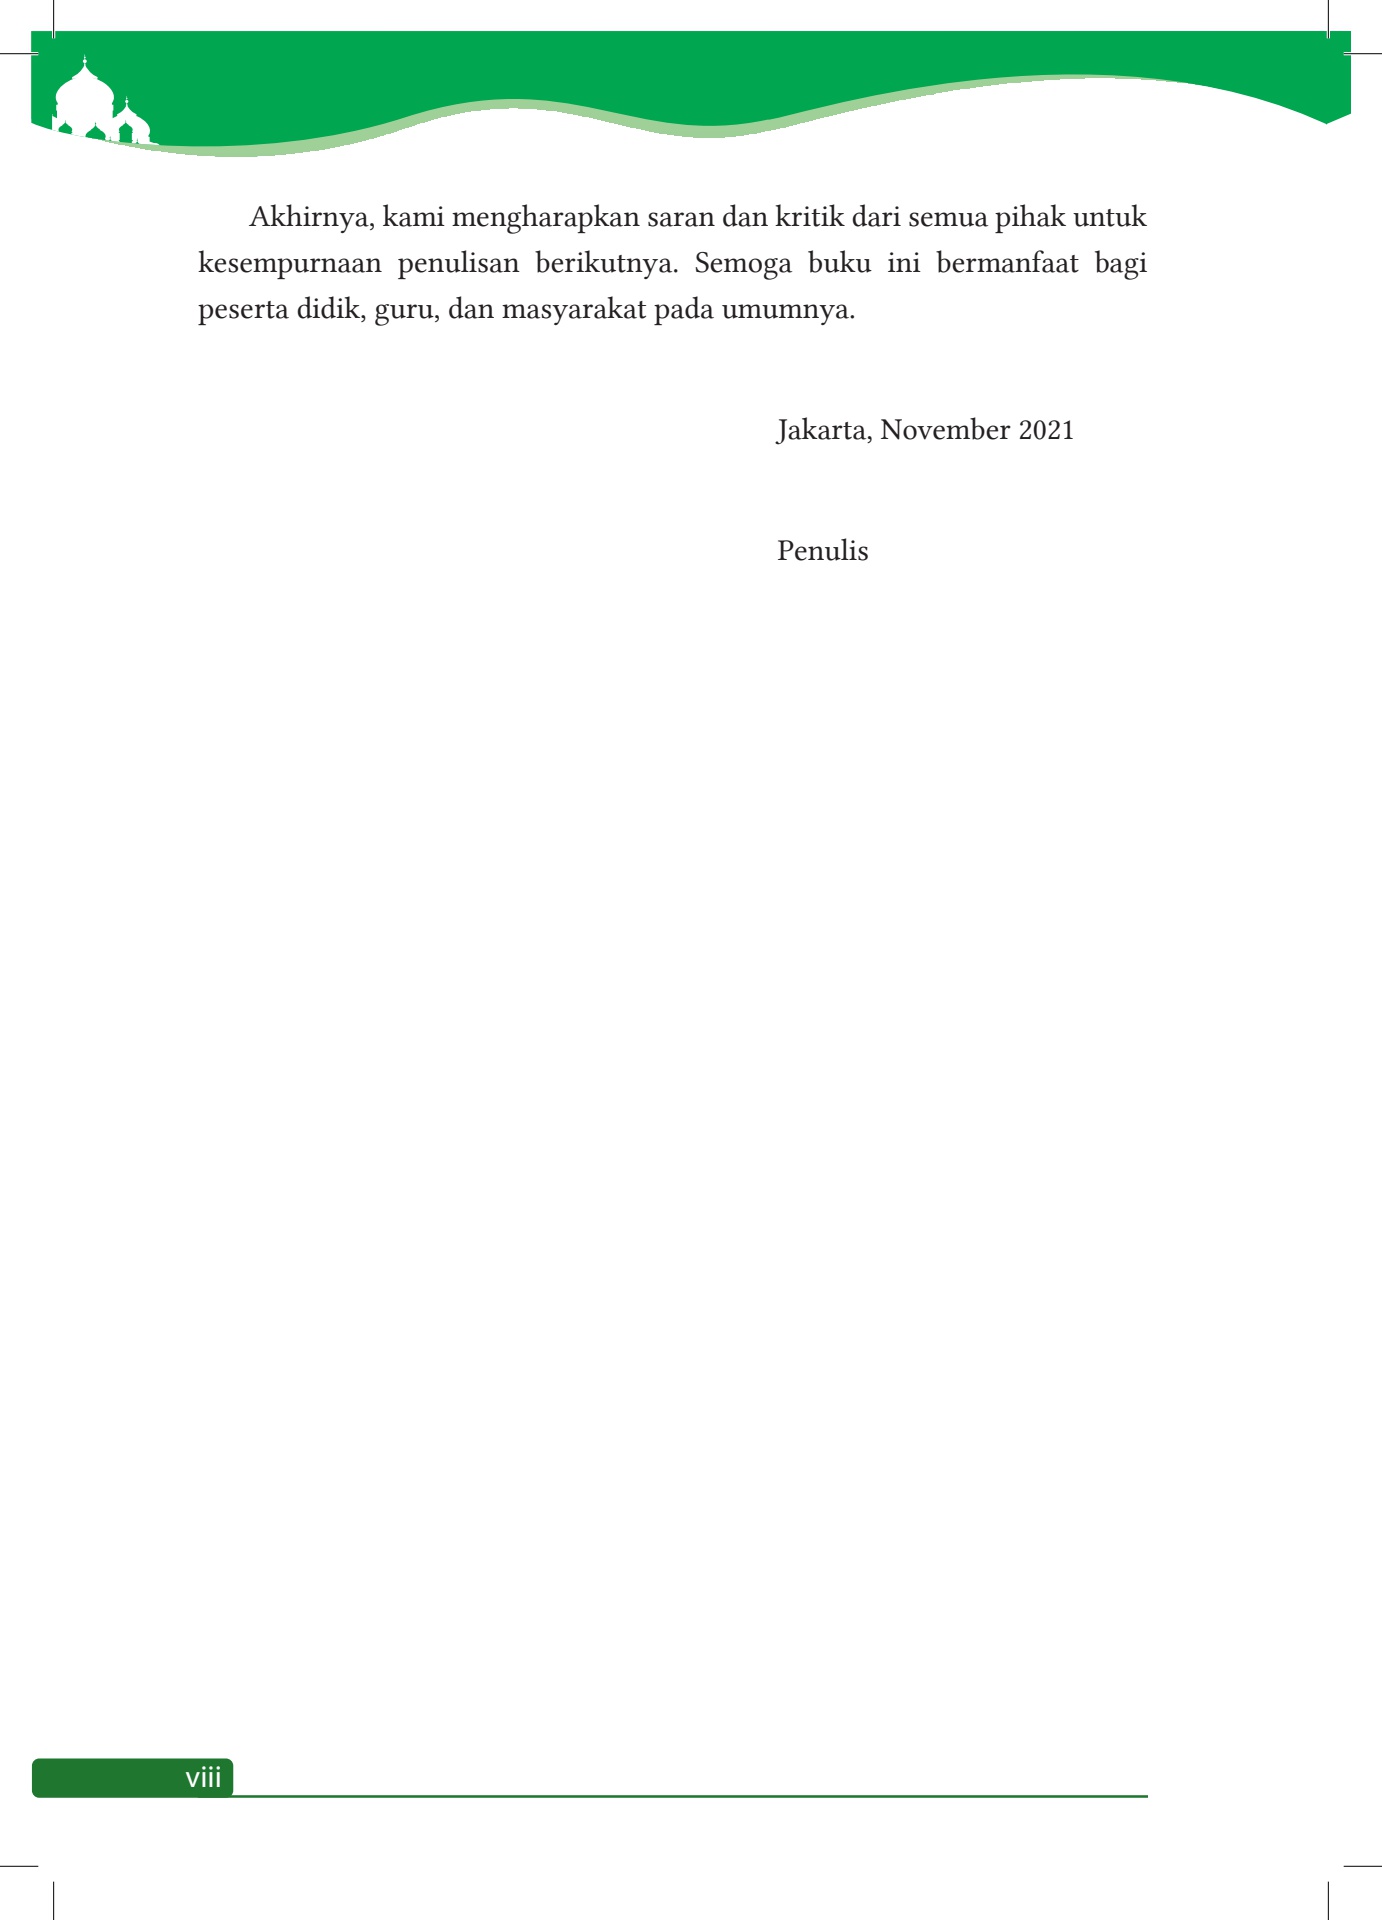 Akhirnya, kami mengharapkan saran dan kritik dari semua pihak untuk
kesempurnaan penulisan berikutnya. Semoga buku ini bermanfaat bagi
peserta didik, guru, dan masyarakat pada umumnya.
Jakarta, November 2021
Penulis
viii